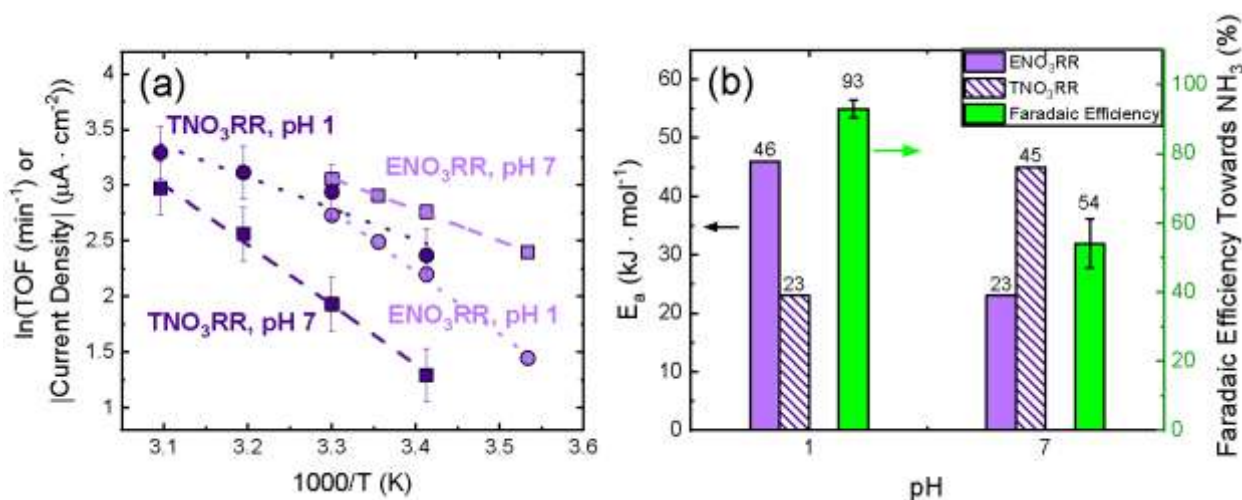 (a)
TNO₃RR, pH 1
ENO₃RR, pH 7
TNO₃RR, pH 7
ENO₃RR, pH 1
ln(TOF (min⁻¹) or
|Current Density| (μA · cm⁻²))
4
3.5
3
2.5
2
1.5
1
3.1 3.2 3.3 3.4 3.5 3.6
1000/T (K)
(b)
ENO₃RR
TNO₃RR
Faradaic Efficiency
Eₐ (kJ · mol⁻¹)
60
50
40
30
20
10
0
46
23
93
23
45
54
1 7
pH
100
80
60
40
20
0
Faradaic Efficiency Towards NH₃ (%)